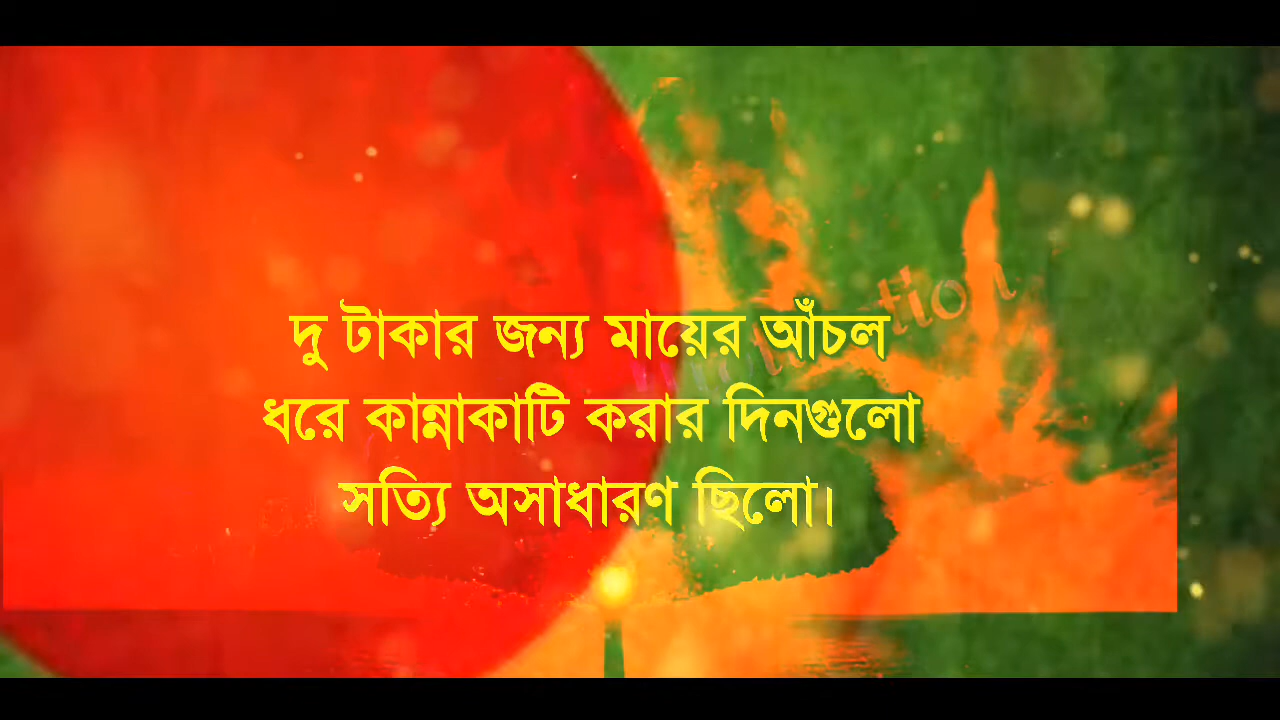 দু টাকার জন্য মায়ের আঁচল
ধরে কান্নাকাটি করার দিনগুলো
সত্যি অসাধারণ ছিলো।